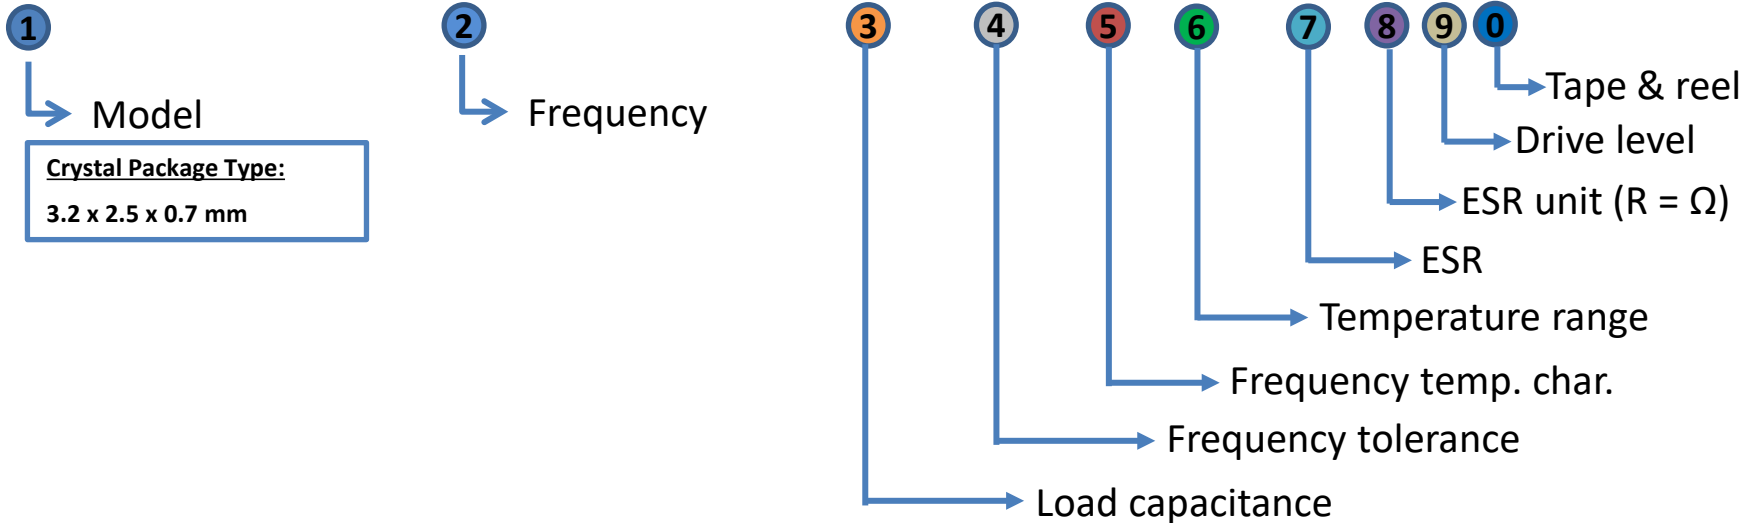 1 2 3 4 5 6 7 8 9 0
Tape & reel
Model Frequency
Drive level
Crystal Package Type:
3.2 x 2.5 x 0.7 mm
ESR unit (R = Ω)
ESR
Temperature range
Frequency temp. char.
Frequency tolerance
Load capacitance